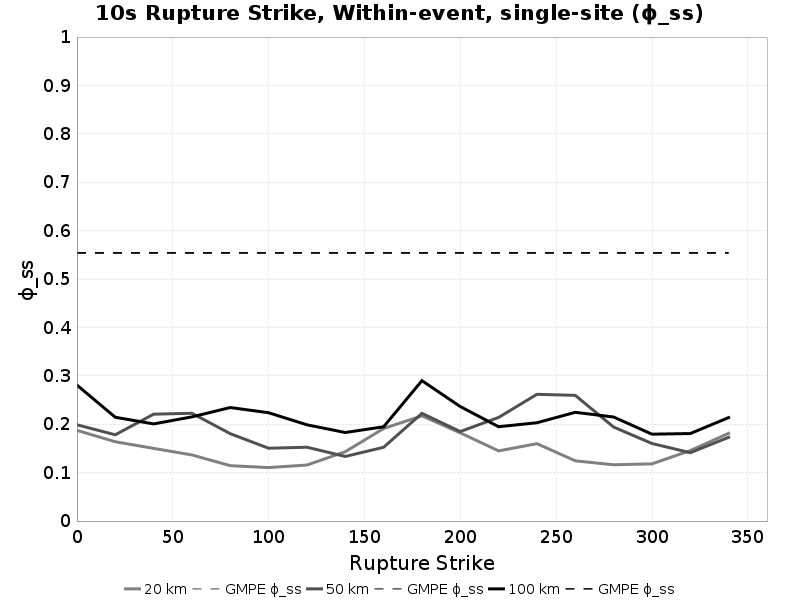 10s Rupture Strike, Within-event, single-site (ϕ_ss)
1
0.9
0.8
0.7
0.6
0.5
0.4
0.3
0.2
0.1
0
ϕ_ss
0 50 100 150 200 250 300 350
Rupture Strike
20 km GMPE ϕ_ss 50 km GMPE ϕ_ss 100 km GMPE ϕ_ss